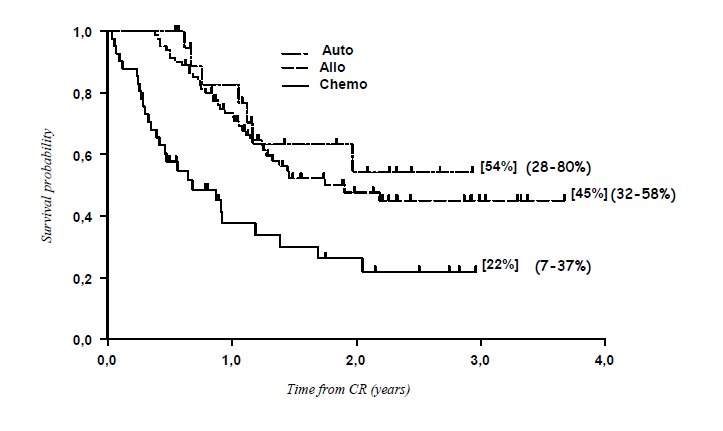 1,0
0,8
0,6
0,4
0,2
0,0
Survival probability
Auto
Allo
Chemo
[54%] (28-80%)
[45%] (32-58%)
[22%] (7-37%)
0,0 1,0 2,0 3,0 4,0
Time from CR (years)